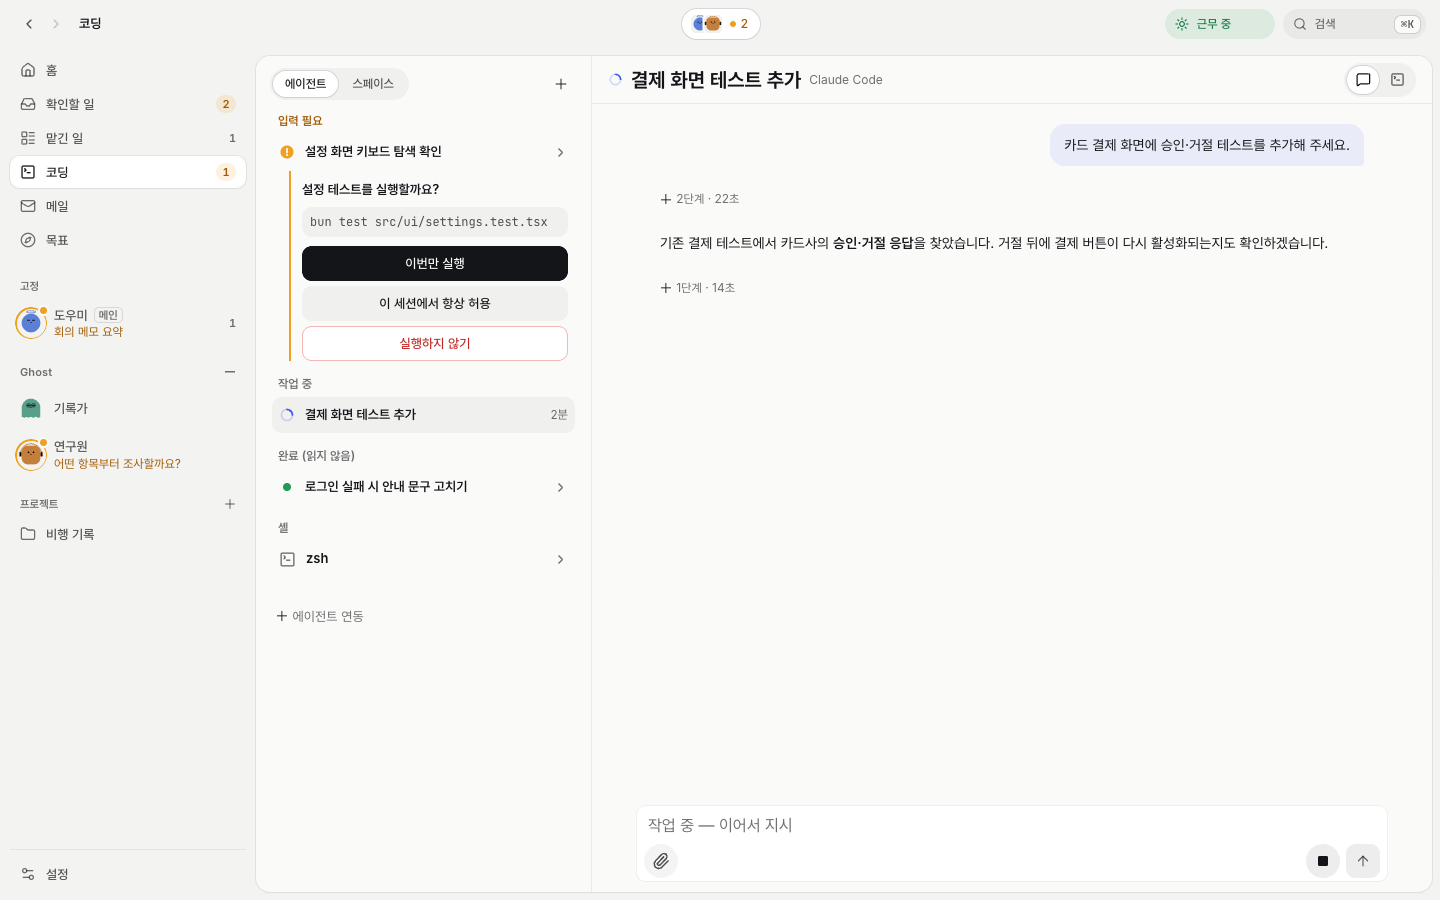 코딩
2
근무 중
검색
⌘K
홈
확인할 일
2
맡긴 일
1
코딩
1
메일
목표
고정
도우미
메인
회의 메모 요약
1
Ghost
기록가
연구원
어떤 항목부터 조사할까요?
프로젝트
비행 기록
설정
에이전트
스페이스
입력 필요
설정 화면 키보드 탐색 확인
설정 테스트를 실행할까요?
bun test src/ui/settings.test.tsx
이번만 실행
이 세션에서 항상 허용
실행하지 않기
작업 중
결제 화면 테스트 추가
2분
완료 (읽지 않음)
로그인 실패 시 안내 문구 고치기
셸
zsh
에이전트 연동
결제 화면 테스트 추가 Claude Code
카드 결제 화면에 승인·거절 테스트를 추가해 주세요.
2단계 · 22초
기존 결제 테스트에서 카드사의 승인·거절 응답을 찾았습니다. 거절 뒤에 결제 버튼이 다시 활성화되는지도 확인하겠습니다.
1단계 · 14초
작업 중 — 이어서 지시